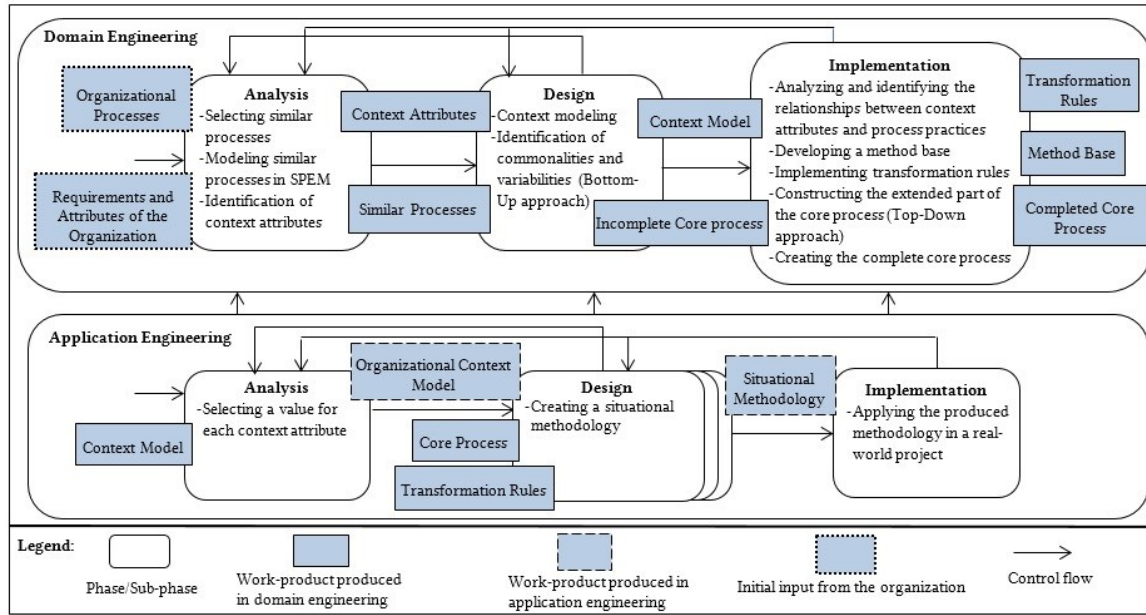 Domain Engineering
Organizational
Processes
Requirements and
Attributes of the
Organization
Analysis
-Selecting similar
processes
-Modeling similar
processes in SPEM
-Identification of
context attributes
Context Attributes
Similar Processes
Design
-Context modeling
-Identification of
commonalities and
variabilities (Bottom-
Up approach)
Context Model
Incomplete Core process
Implementation
-Analyzing and identifying the
relationships between context
attributes and process practices
-Developing a method base
-Implementing transformation rules
-Constructing the extended part of
the core process (Top-Down
approach)
-Creating the complete core process
Transformation
Rules
Method Base
Completed Core
Process
Application Engineering
Context Model
Analysis
-Selecting a value for
each context attribute
Organizational Context
Model
Core Process
Transformation Rules
Design
-Creating a situational
methodology
Situational
Methodology
Implementation
-Applying the produced
methodology in a real-
world project
Legend:
Phase/Sub-phase
Work-product produced
in domain engineering
Work-product produced in
application engineering
Initial input from the organization
Control flow